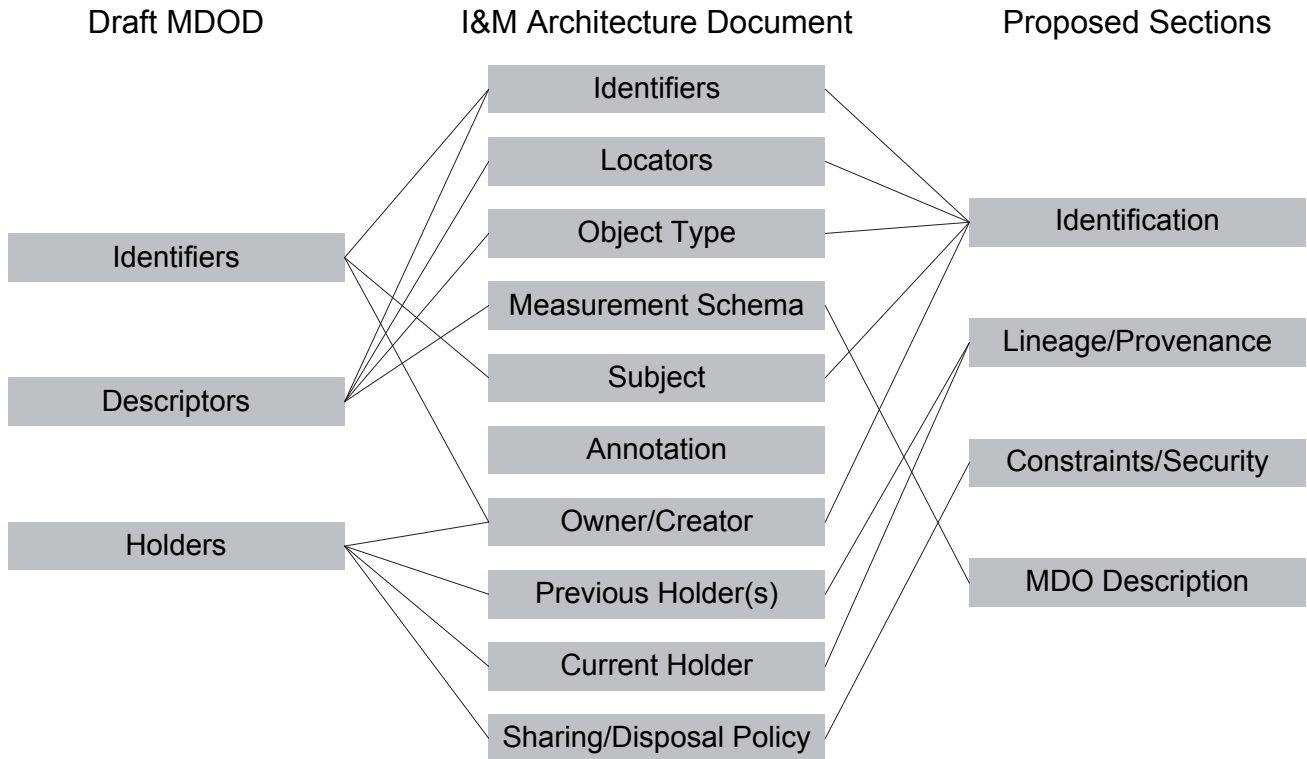 Draft MDOD
I&M Architecture Document
Proposed Sections
Identifiers
Descriptors
Holders
Identifiers
Locators
Object Type
Measurement Schema
Subject
Annotation
Owner/Creator
Previous Holder(s)
Current Holder
Sharing/Disposal Policy
Identification
Lineage/Provenance
Constraints/Security
MDO Description